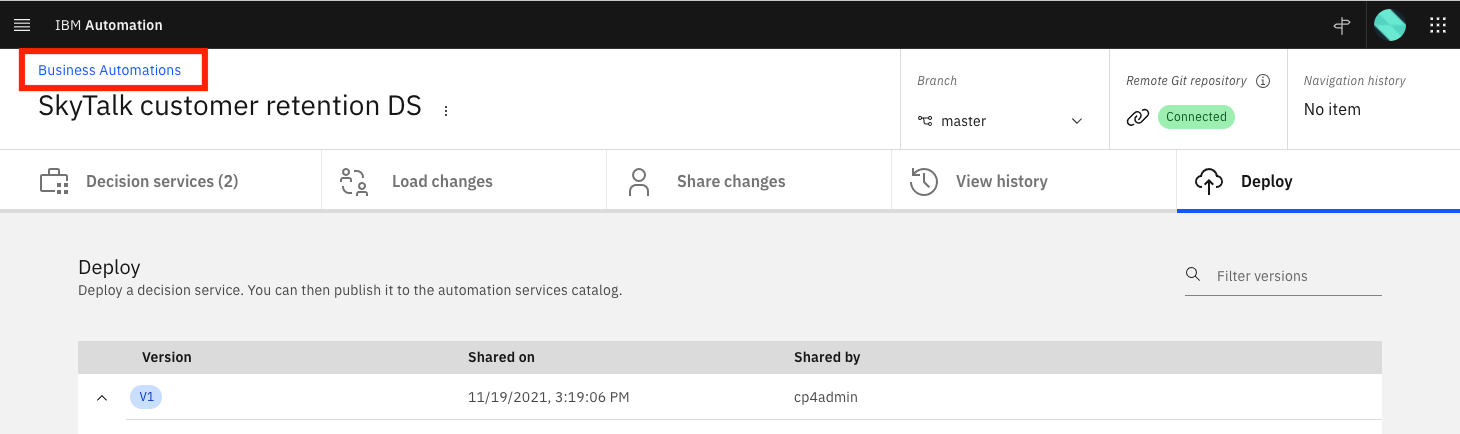 IBM Automation
Business Automations
SkyTalk customer retention DS
Branch
master
Remote Git repository
Connected
Navigation history
No item
Decision services (2)
Load changes
Share changes
View history
Deploy
Deploy
Deploy a decision service. You can then publish it to the automation services catalog.
Filter versions
Version Shared on Shared by
V1 11/19/2021, 3:19:06 PM cp4admin